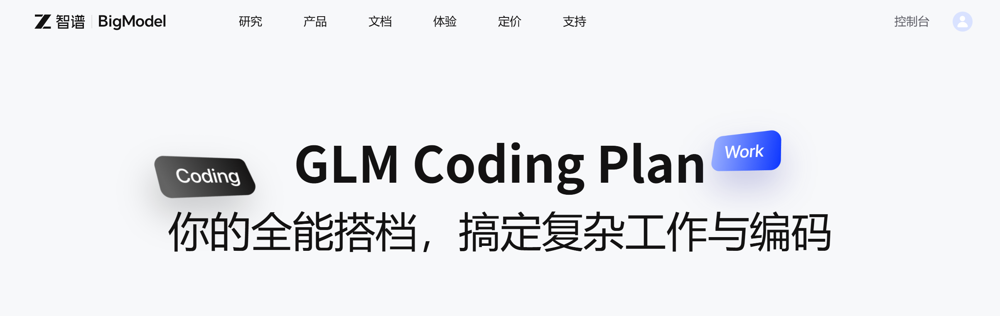 智谱 | BigModel 研究 产品 文档 体验 定价 支持 控制台
GLM Coding Plan
Work
Coding
你的全能搭档，搞定复杂工作与编码